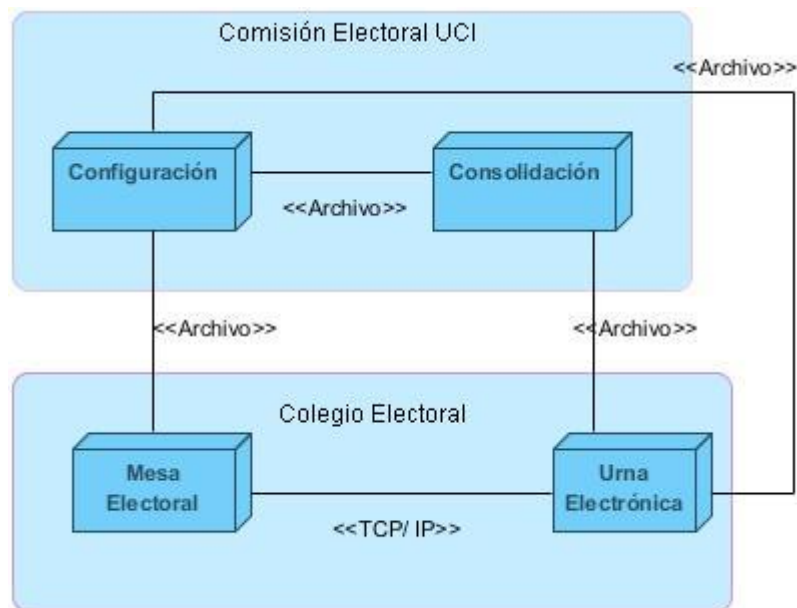 Comisión Electoral UCI
<<Archivo>>
Configuración
Consolidación
<<Archivo>>
<<Archivo>>
<<Archivo>>
Colegio Electoral
Mesa
Electoral
Urna
Electrónica
<<TCP/ IP>>